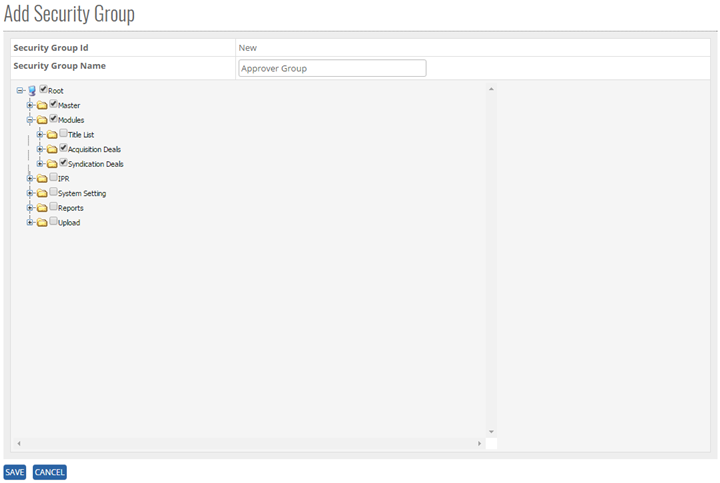 Add Security Group
Security Group Id New
Security Group Name Approver Group
Root
Master
Modules
Title List
Acquisition Deals
Syndication Deals
IPR
System Setting
Reports
Upload
SAVE CANCEL